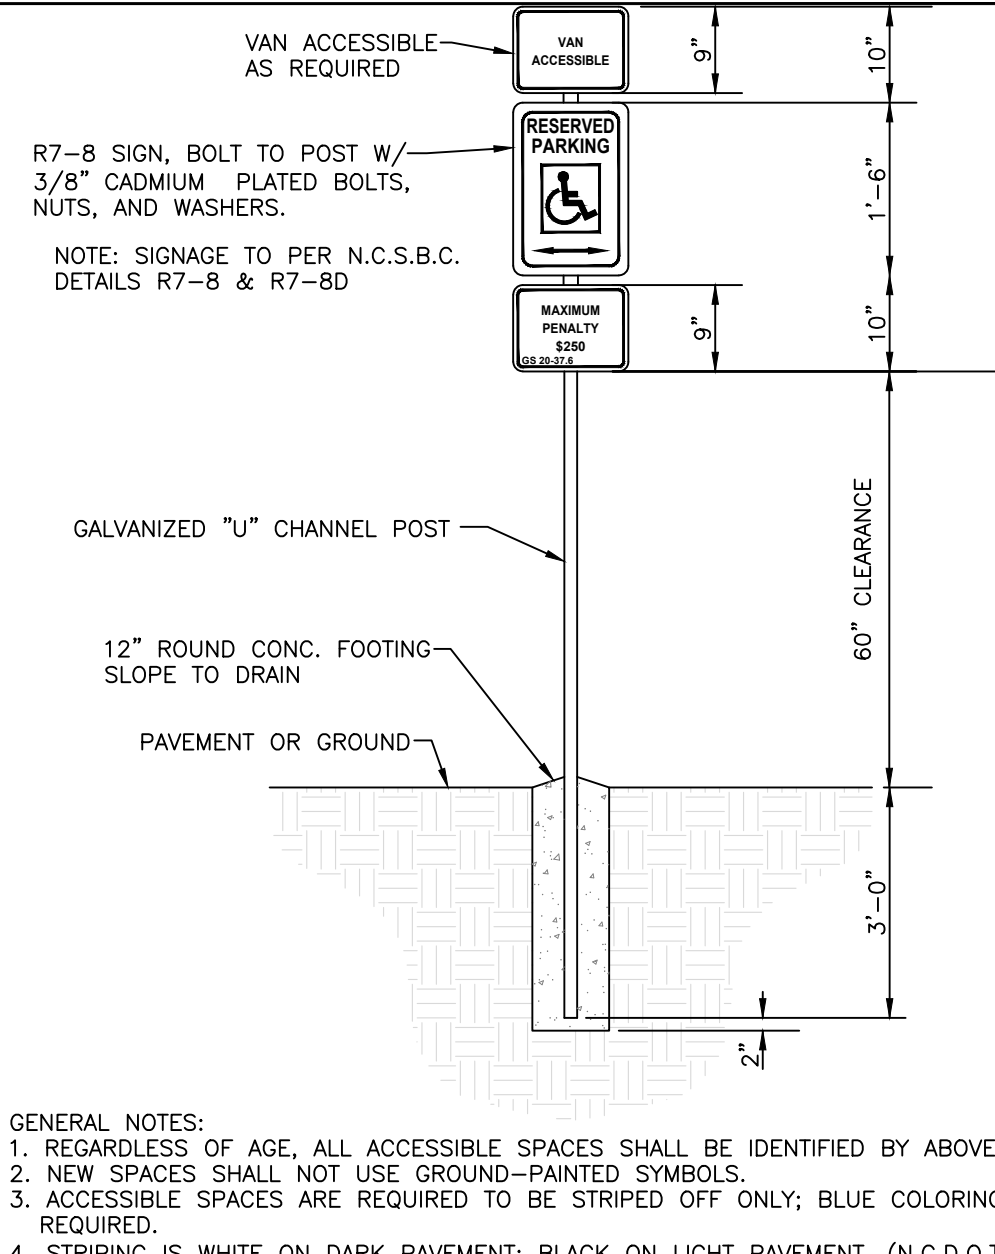 VAN ACCESSIBLE
AS REQUIRED
VAN
ACCESSIBLE
9"
10"
R7-8 SIGN, BOLT TO POST W/
3/8" CADMIUM PLATED BOLTS,
NUTS, AND WASHERS.
RESERVED
PARKING
1'-6"
NOTE: SIGNAGE TO PER N.C.S.B.C.
DETAILS R7-8 & R7-8D
MAXIMUM
PENALTY
$250
GS 20-37.6
9"
10"
GALVANIZED "U" CHANNEL POST
60" CLEARANCE
12" ROUND CONC. FOOTING
SLOPE TO DRAIN
PAVEMENT OR GROUND
3'-0"
2"
GENERAL NOTES:
1. REGARDLESS OF AGE, ALL ACCESSIBLE SPACES SHALL BE IDENTIFIED BY ABOVE
2. NEW SPACES SHALL NOT USE GROUND-PAINTED SYMBOLS.
3. ACCESSIBLE SPACES ARE REQUIRED TO BE STRIPED OFF ONLY; BLUE COLORING
REQUIRED.
4. STRIPING IS WHITE ON DARK PAVEMENT; BLACK ON LIGHT PAVEMENT. (N.C.D.O.T